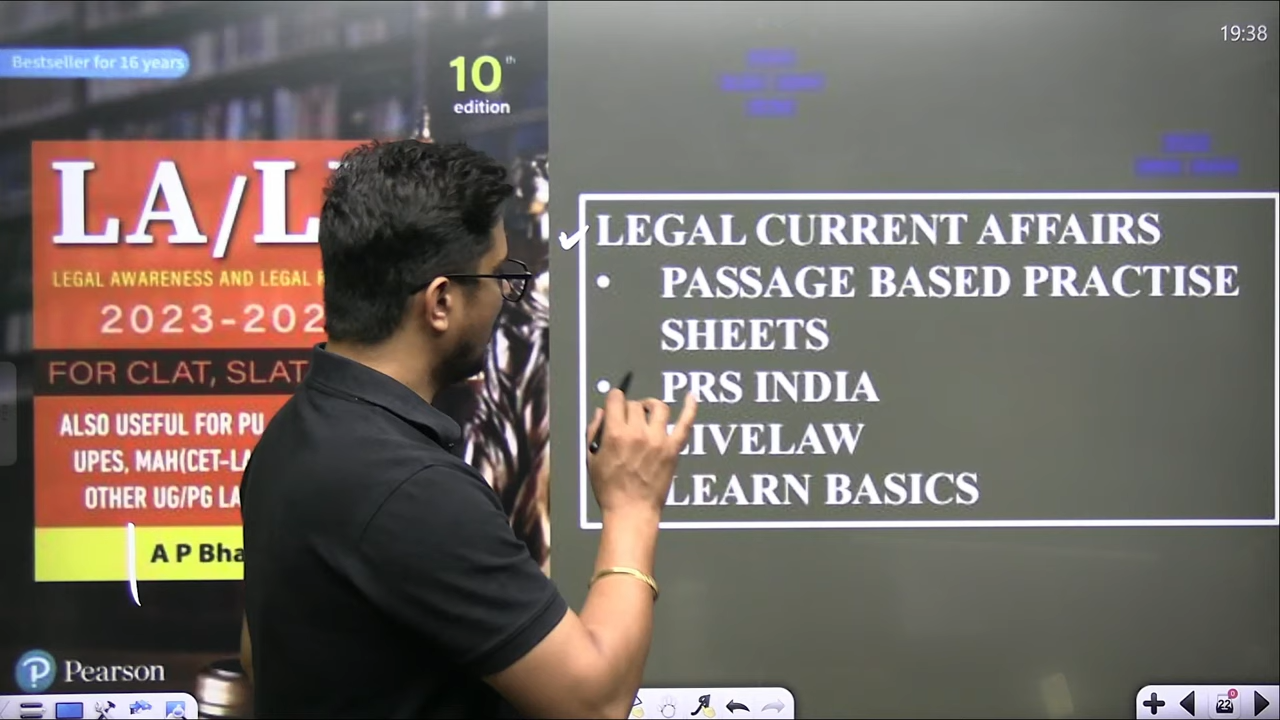 Bestseller for 16 years
10th
edition
LA/L
LEGAL AWARENESS AND LEGAL
2023-202
FOR CLAT, SLAT
ALSO USEFUL FOR PU
UPES, MAH(CET-LA
OTHER UG/PG LA
A P Bha
Pearson
19:38
LEGAL CURRENT AFFAIRS
• PASSAGE BASED PRACTISE
SHEETS
• PRS INDIA
LIVELAW
LEARN BASICS
22